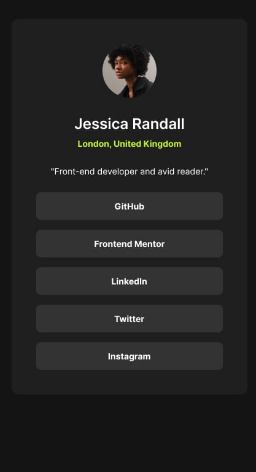 Jessica Randall
London, United Kingdom
"Front-end developer and avid reader."
GitHub
Frontend Mentor
LinkedIn
Twitter
Instagram